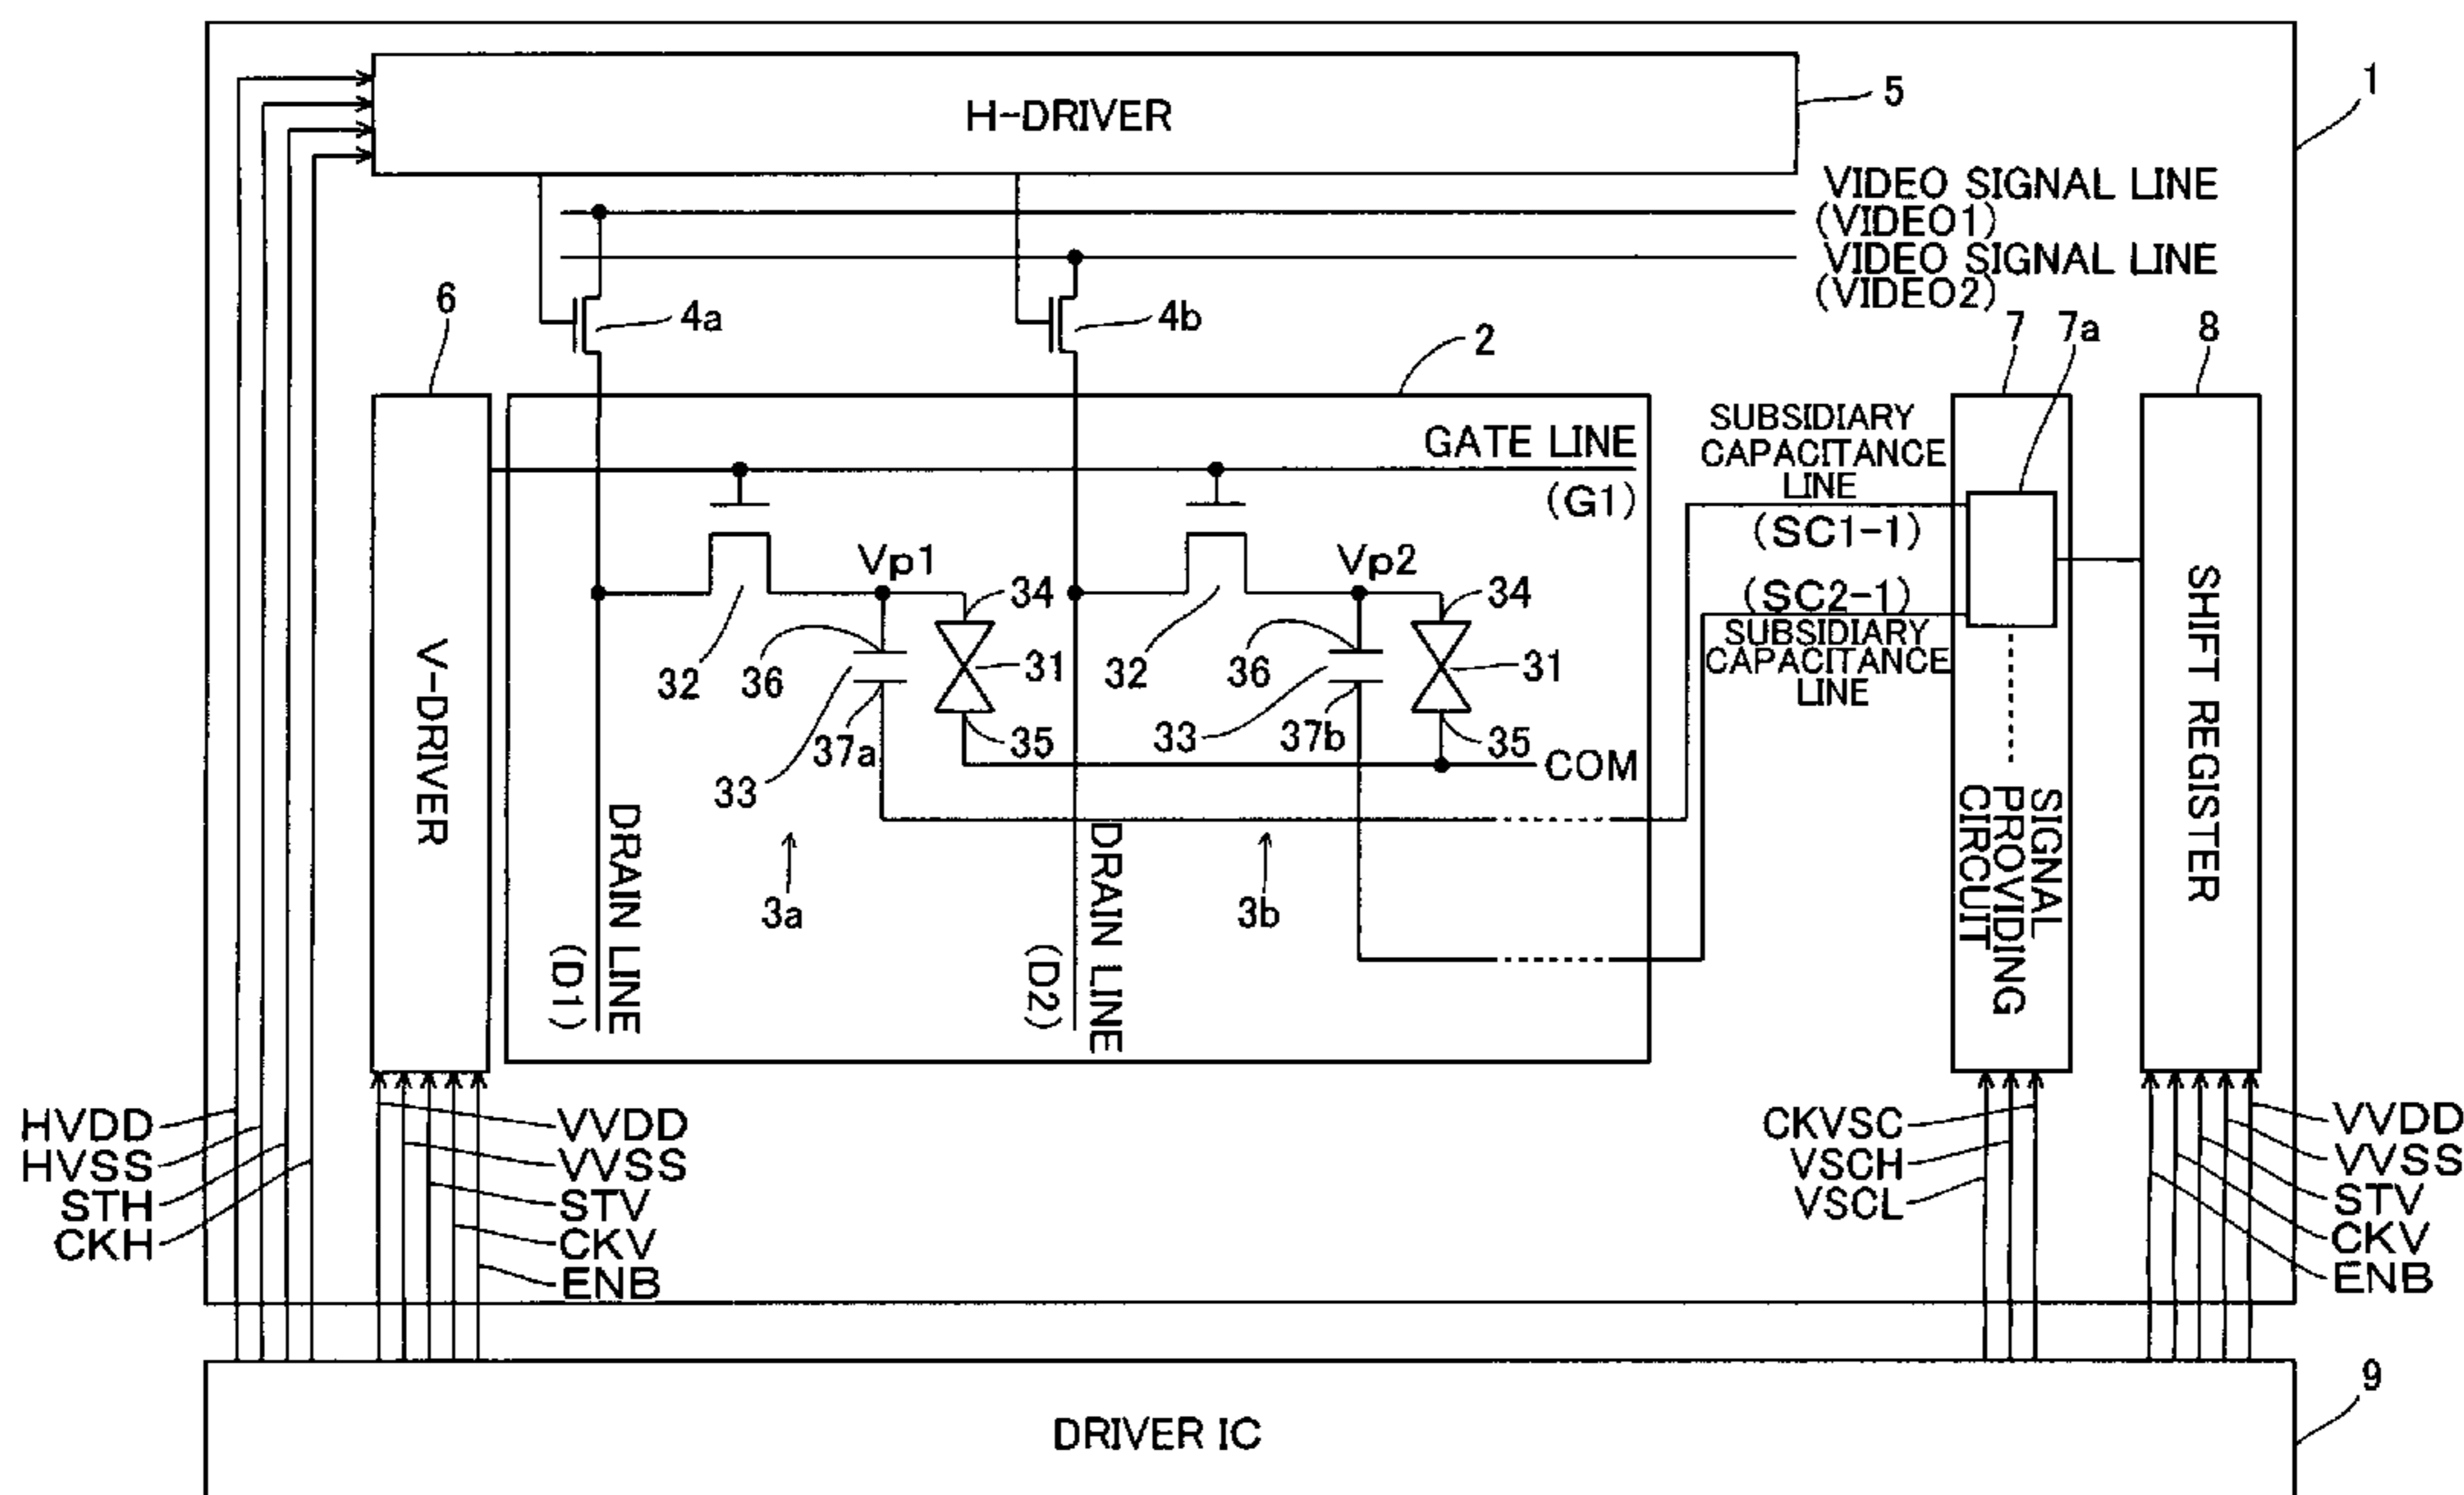 H-DRIVER
5
1
VIDEO SIGNAL LINE
(VIDEO1)
VIDEO SIGNAL LINE
(VIDEO2)
6
4a
4b
2
7
7a
8
SUBSIDIARY
CAPACITANCE
LINE
(SC1-1)
(SC2-1)
SUBSIDIARY
CAPACITANCE
LINE
GATE LINE
(G1)
Vp1
Vp2
34
34
32
36
31
32
36
31
33
37a
35
33
37b
35
COM
V-DRIVER
DRAIN LINE
(D1)
3a
DRAIN LINE
(D2)
3b
SIGNAL
PROVIDING
CIRCUIT
SHIFT REGISTER
HVDD
HVSS
STH
CKH
VVDD
VVSS
STV
CKV
ENB
CKVSC
VSCH
VSCL
VVDD
VVSS
STV
CKV
ENB
DRIVER IC
9